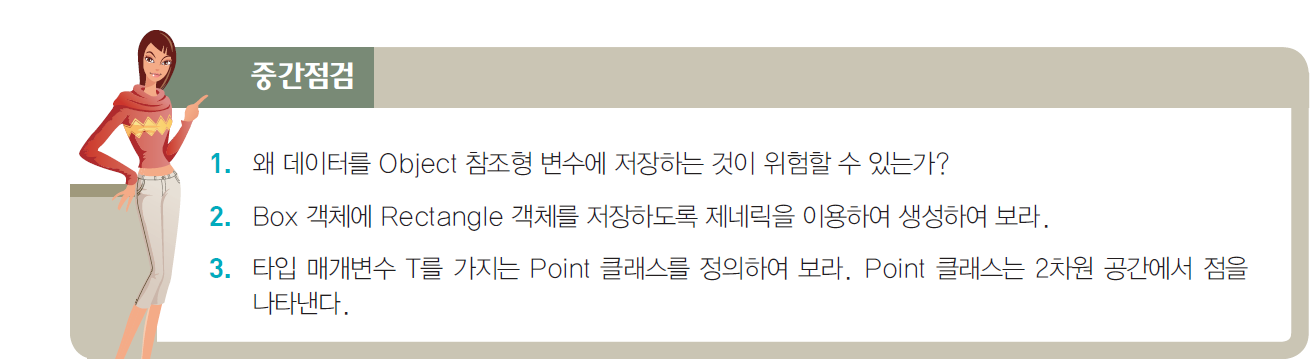 중간점검
1. 왜 데이터를 Object 참조형 변수에 저장하는 것이 위험할 수 있는가?
2. Box 객체에 Rectangle 객체를 저장하도록 제네릭을 이용하여 생성하여 보라.
3. 타입 매개변수 T를 가지는 Point 클래스를 정의하여 보라. Point 클래스는 2차원 공간에서 점을
나타낸다.